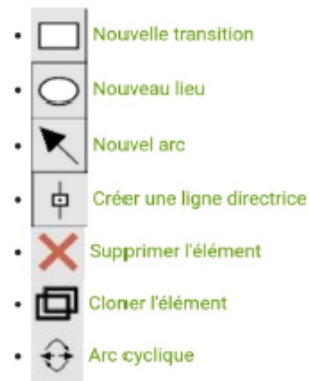 Nouvelle transition
Nouveau lieu
Nouvel arc
Créer une ligne directrice
Supprimer l'élément
Cloner l'élément
Arc cyclique